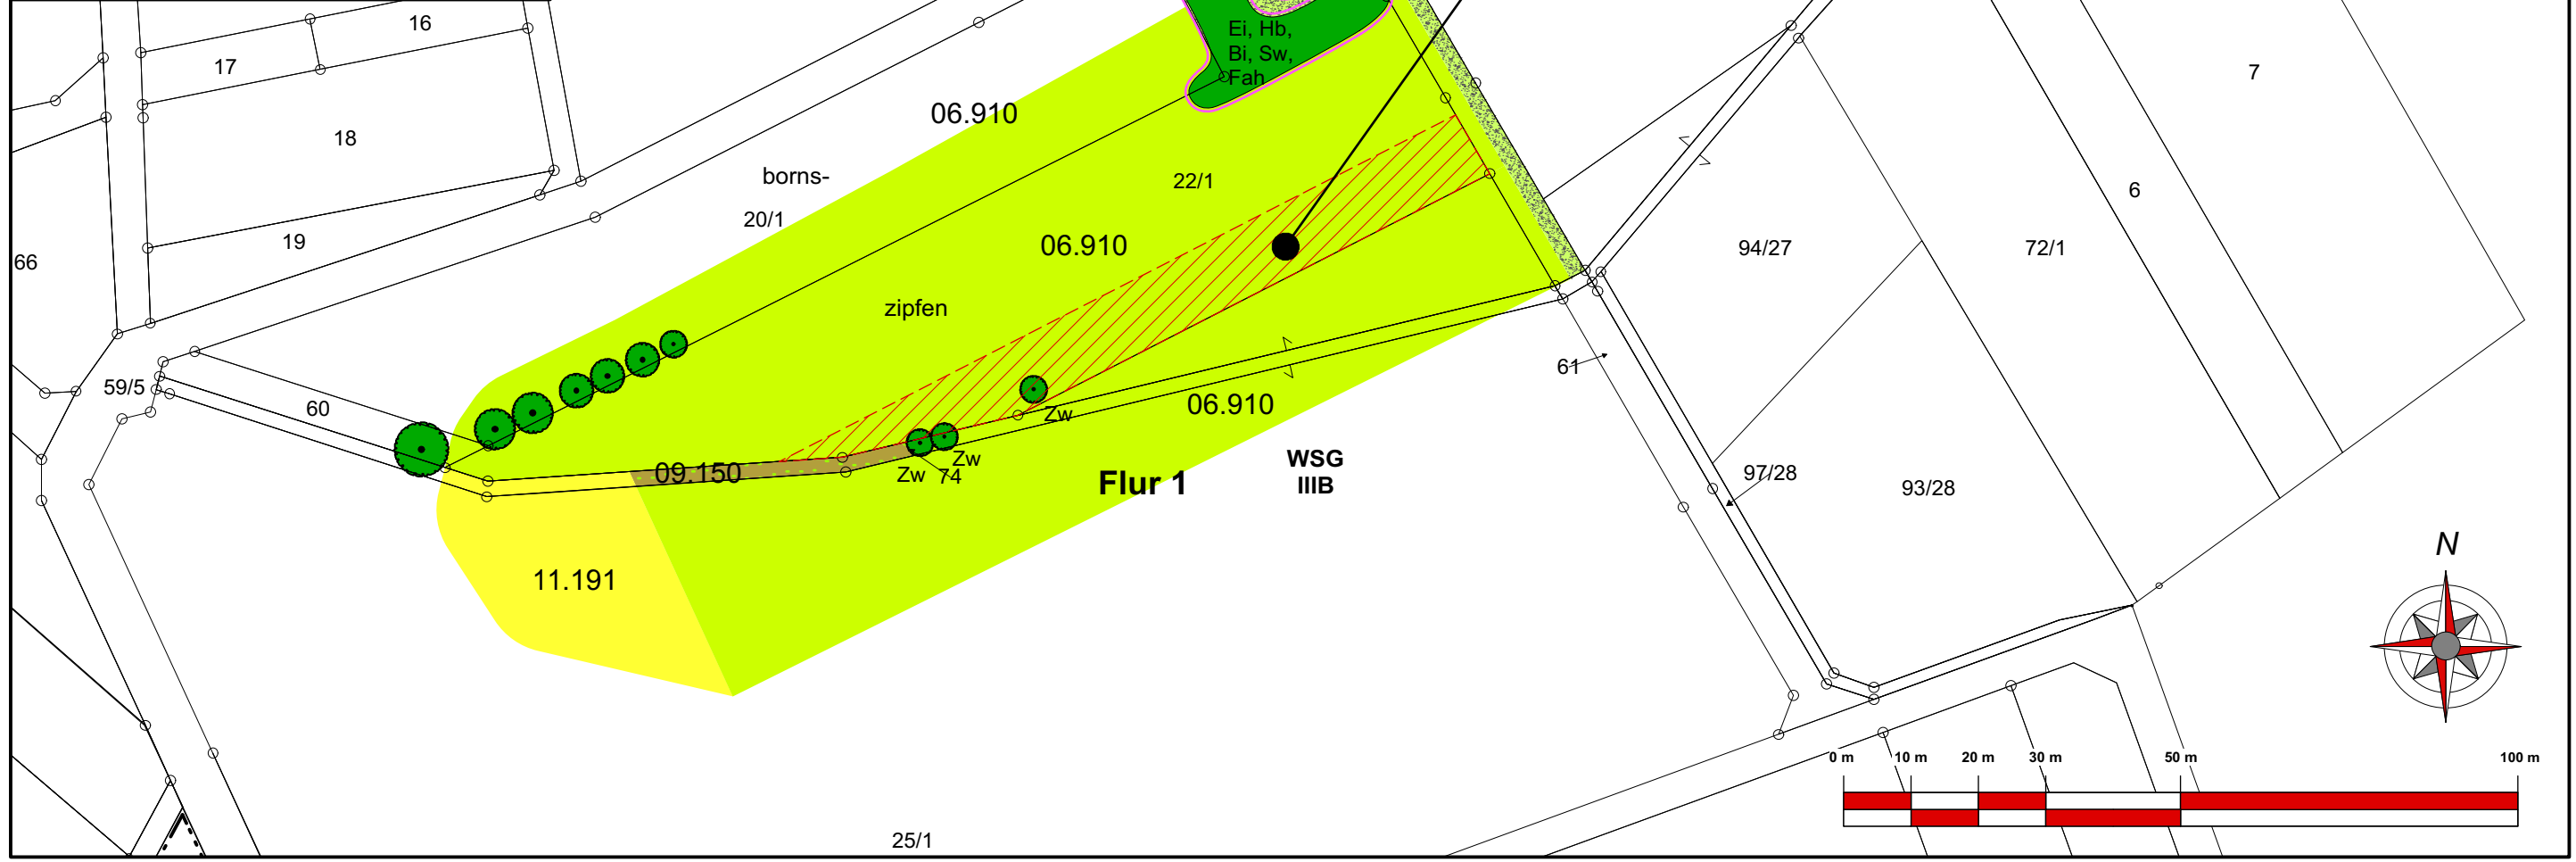 16
17
18
19
66
59/5
60
06.910
borns-
20/1
Ei, Hb,
Bi, Sw,
Fah
22/1
06.910
zipfen
06.910
09.150
Zw
Zw
Zw
74
Flur 1
WSG
IIIB
11.191
25/1
7
6
94/27
72/1
61
97/28
93/28
N
0 m 10 m 20 m 30 m 50 m 100 m